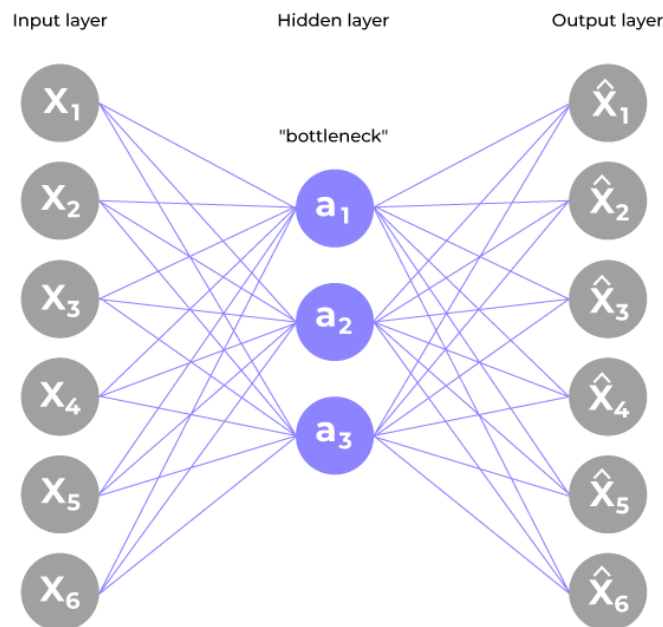 Input layer
Hidden layer
Output layer
"bottleneck"
X₁
X₂
X₃
X₄
X₅
X₆
a₁
a₂
a₃
X̂₁
X̂₂
X̂₃
X̂₄
X̂₅
X̂₆